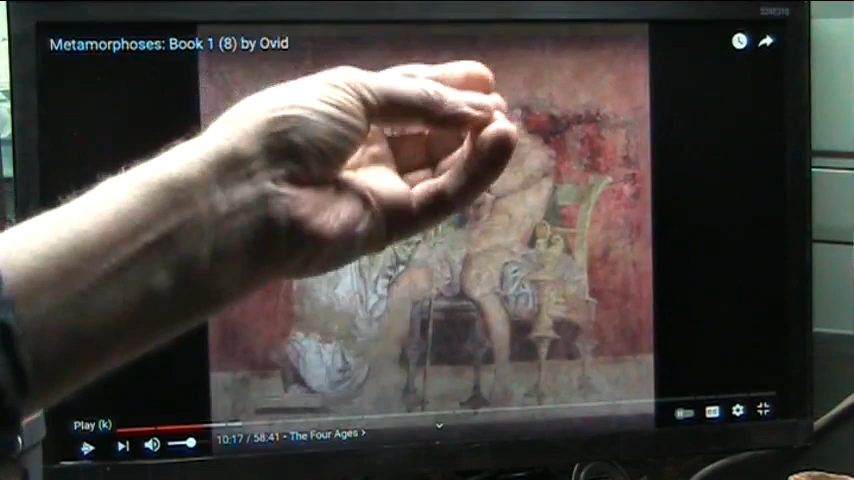 Metamorphoses: Book 1 (8) by Ovid
Play (k)
10:17 / 58:41 • The Four Ages >